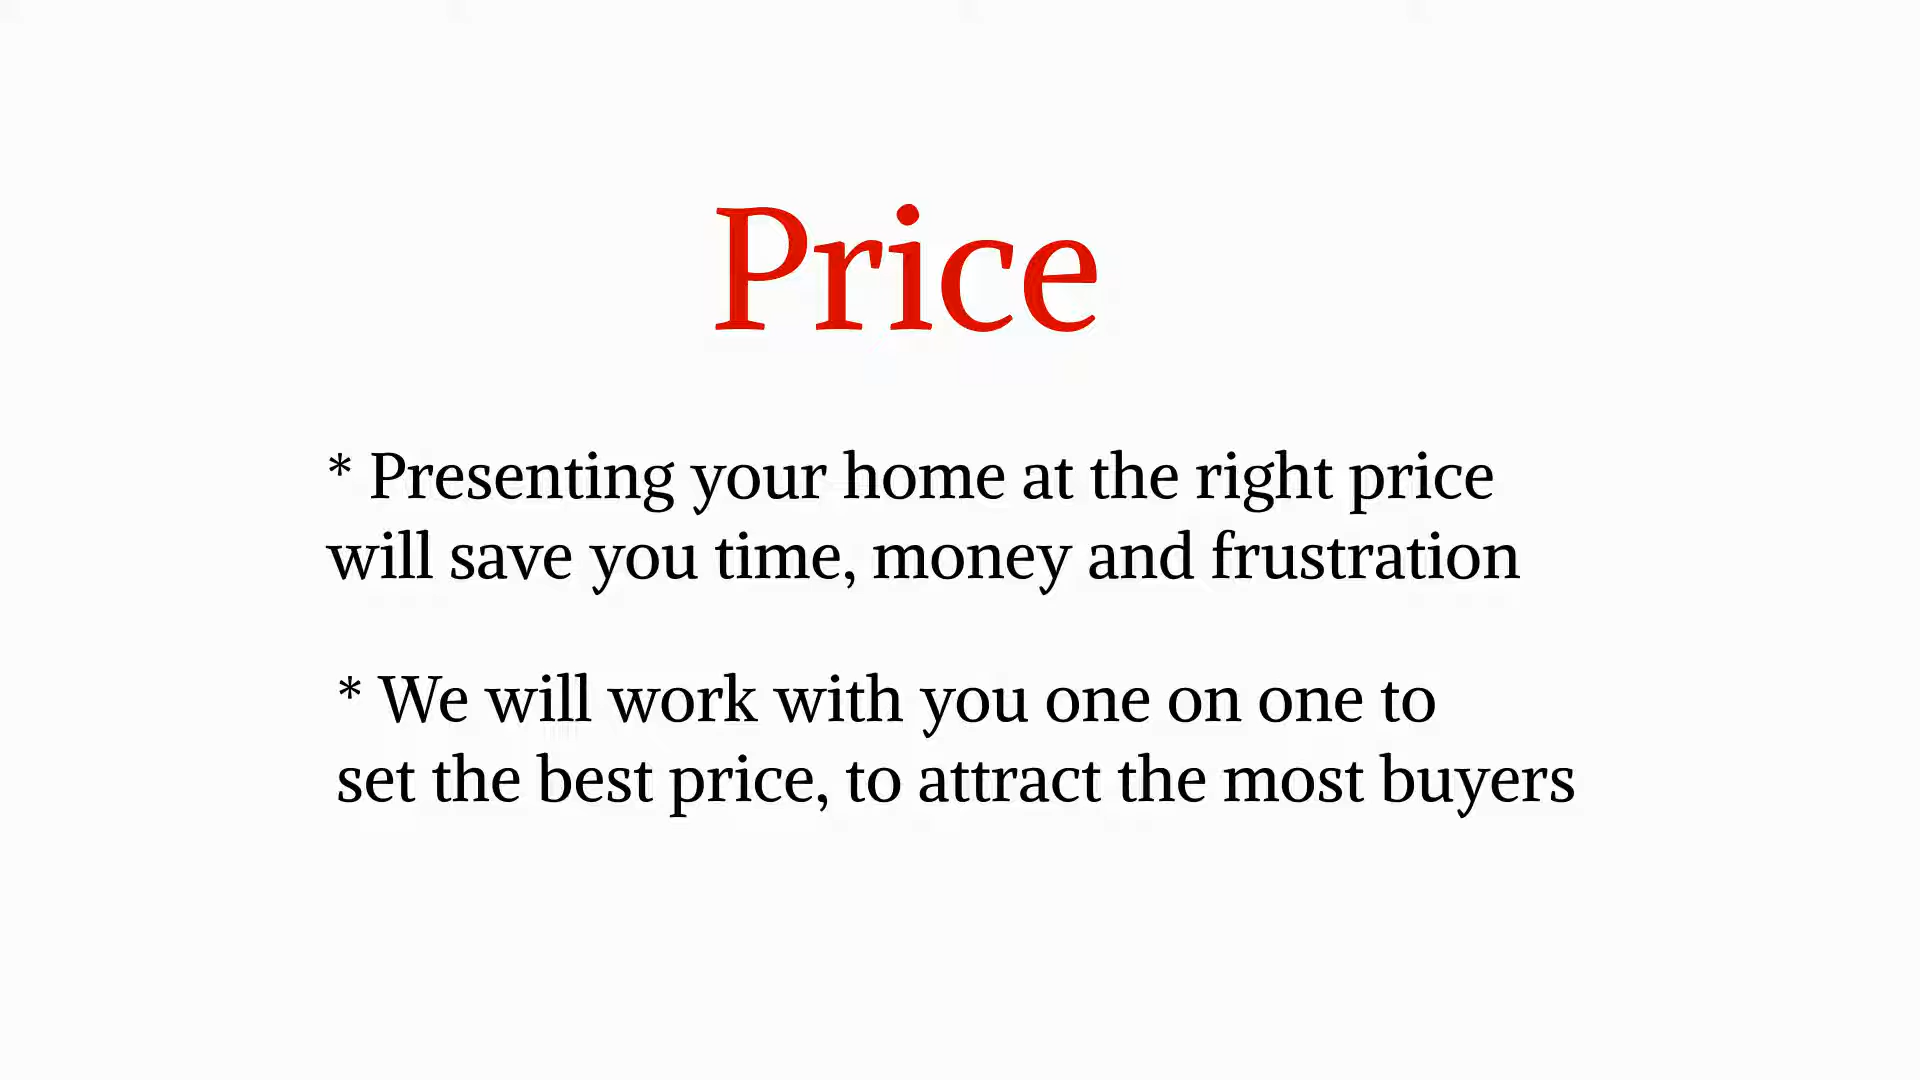 Price
* Presenting your home at the right price
will save you time, money and frustration
* We will work with you one on one to
set the best price, to attract the most buyers